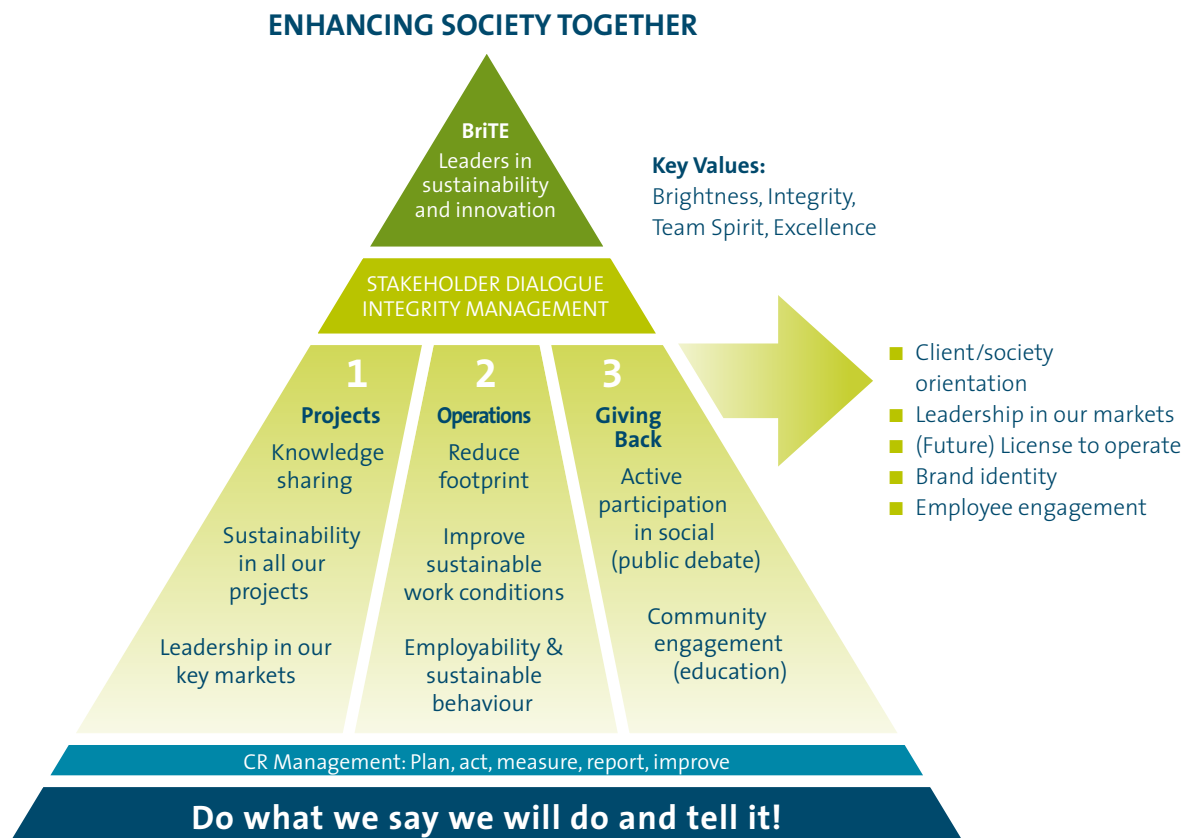 ENHANCING SOCIETY TOGETHER
BriTE
Leaders in
sustainability
and innovation
Key Values:
Brightness, Integrity,
Team Spirit, Excellence
STAKEHOLDER DIALOGUE
INTEGRITY MANAGEMENT
1
Projects
Knowledge
sharing
Sustainability
in all our
projects
Leadership in our
key markets
2
Operations
Reduce
footprint
Improve
sustainable
work conditions
Employability &
sustainable
behaviour
3
Giving
Back
Active
participation
in social
(public debate)
Community
engagement
(education)
■ Client/society
orientation
■ Leadership in our markets
■ (Future) License to operate
■ Brand identity
■ Employee engagement
CR Management: Plan, act, measure, report, improve
Do what we say we will do and tell it!